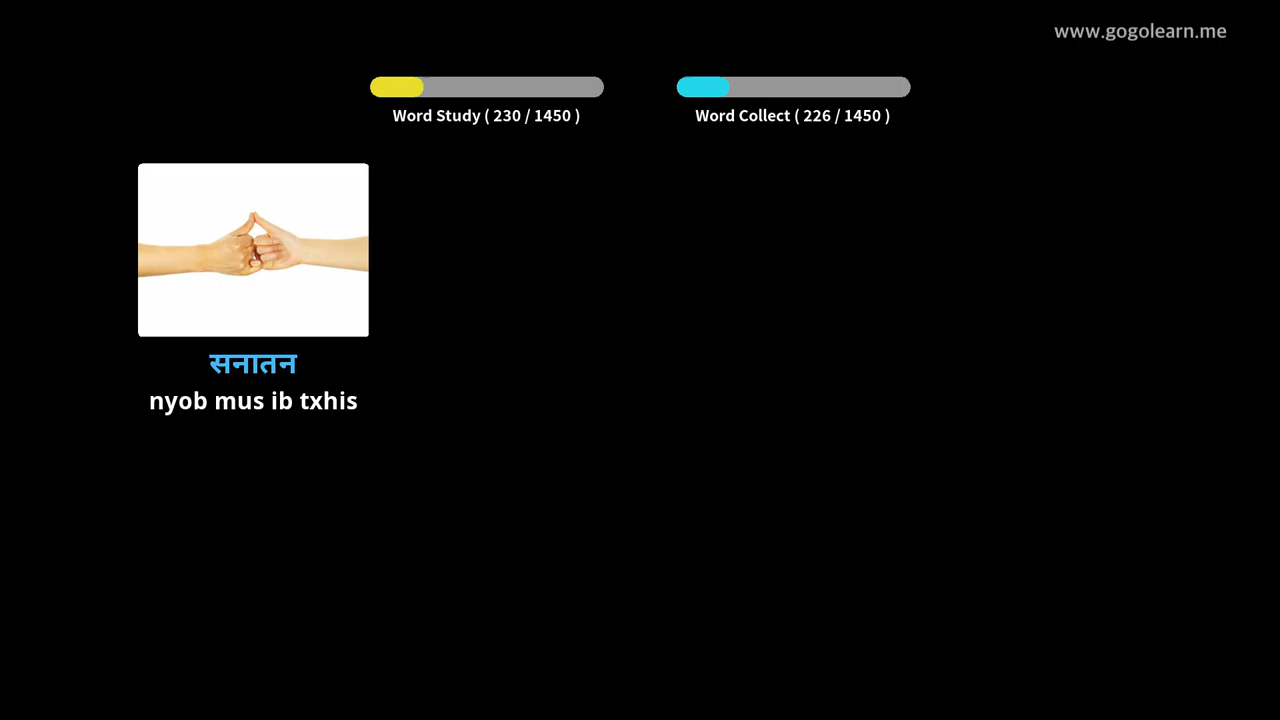 www.gogolearn.me
Word Study ( 230 / 1450 )
Word Collect ( 226 / 1450 )
सनातन
nyob mus ib txhis